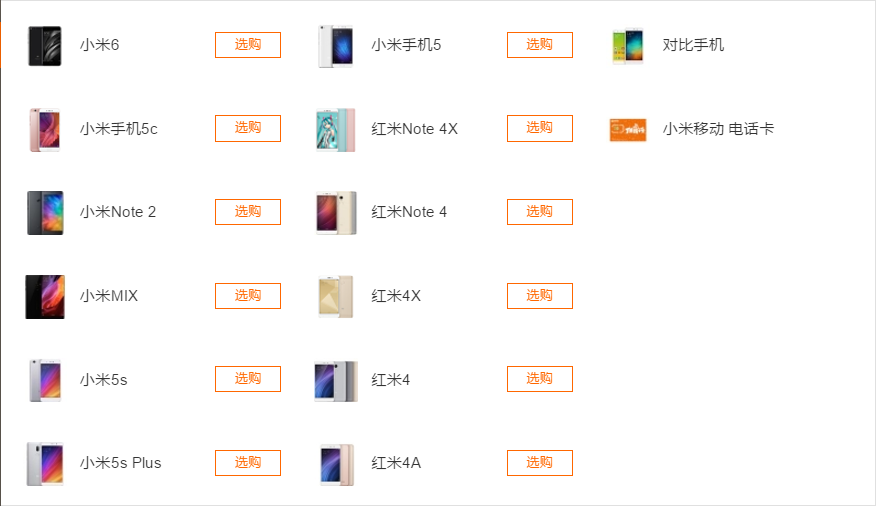 小米6 选购
小米手机5 选购
对比手机
小米手机5c 选购
红米Note 4X 选购
小米移动 电话卡
小米Note 2 选购
红米Note 4 选购
小米MIX 选购
红米4X 选购
小米5s 选购
红米4 选购
小米5s Plus 选购
红米4A 选购